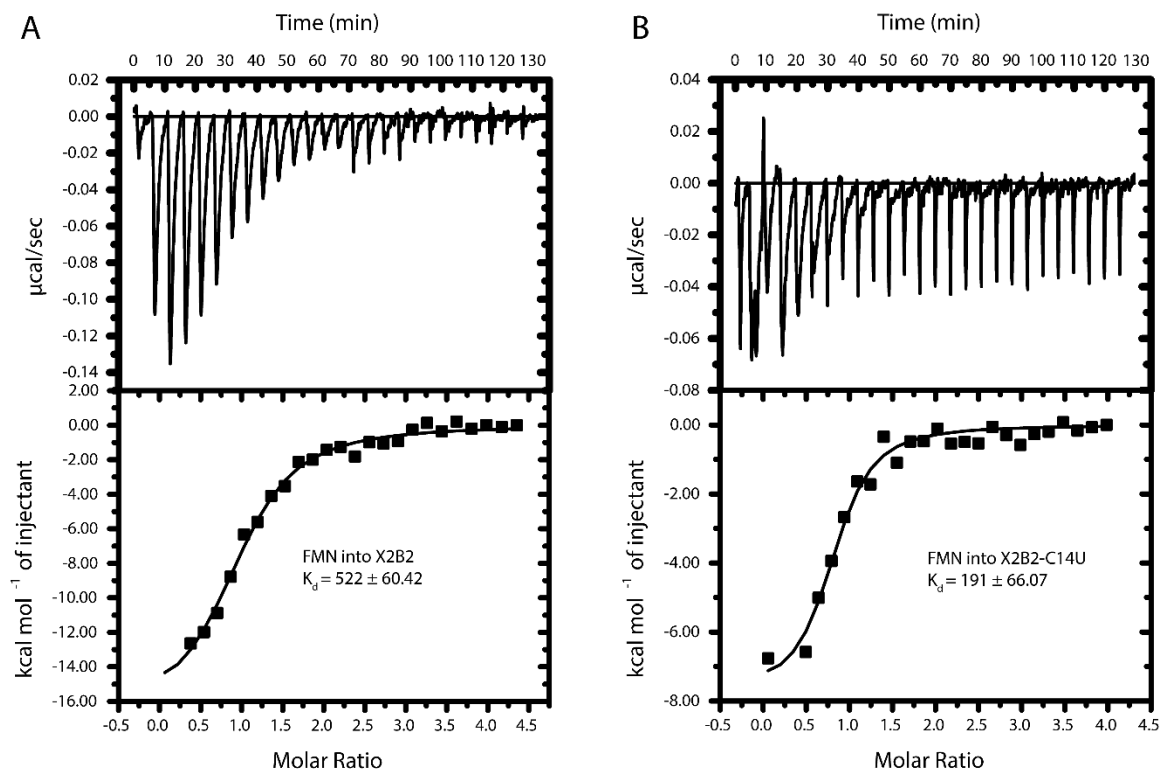 A
Time (min)
0 10 20 30 40 50 60 70 80 90 100 110 120 130
0.02
0.00
-0.02
-0.04
-0.06
-0.08
-0.10
-0.12
-0.14
µcal/sec
2.00
0.00
-2.00
-4.00
-6.00
-8.00
-10.00
-12.00
-14.00
-16.00
kcal mol⁻¹ of injectant
FMN into X2B2
K_d = 522 ± 60.42
-0.5 0.0 0.5 1.0 1.5 2.0 2.5 3.0 3.5 4.0 4.5
Molar Ratio
B
Time (min)
0 10 20 30 40 50 60 70 80 90 100 110 120 130
0.04
0.02
0.00
-0.02
-0.04
-0.06
-0.08
µcal/sec
0.00
-2.00
-4.00
-6.00
-8.00
kcal mol⁻¹ of injectant
FMN into X2B2-C14U
K_d = 191 ± 66.07
-0.5 0.0 0.5 1.0 1.5 2.0 2.5 3.0 3.5 4.0 4.5
Molar Ratio